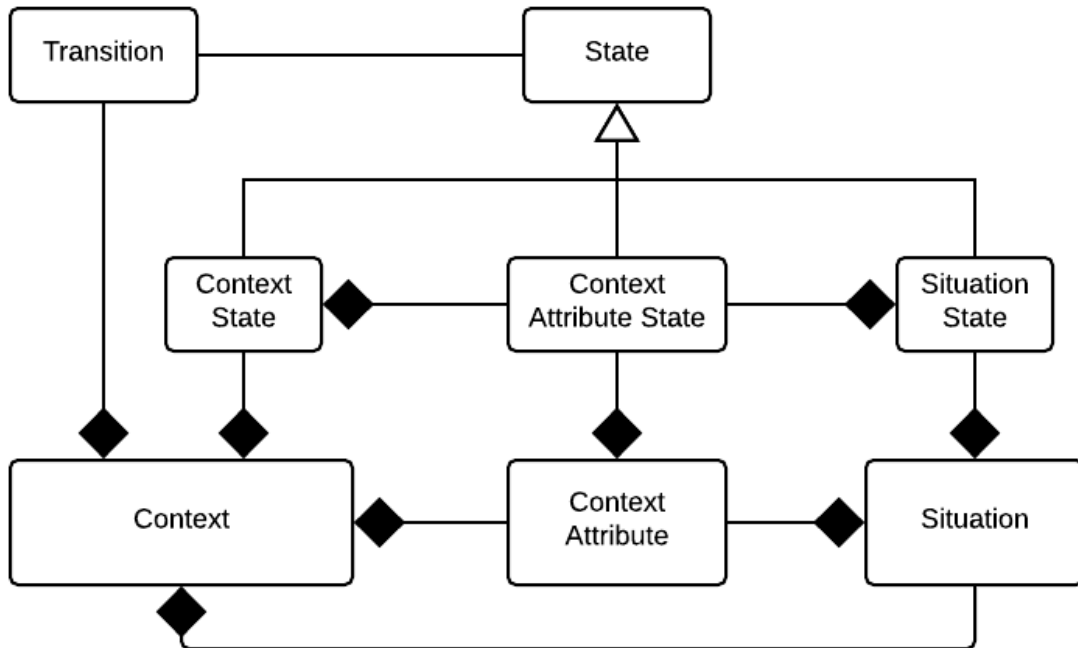 Transition
State
Context
State
Context
Attribute State
Situation
State
Context
Context
Attribute
Situation